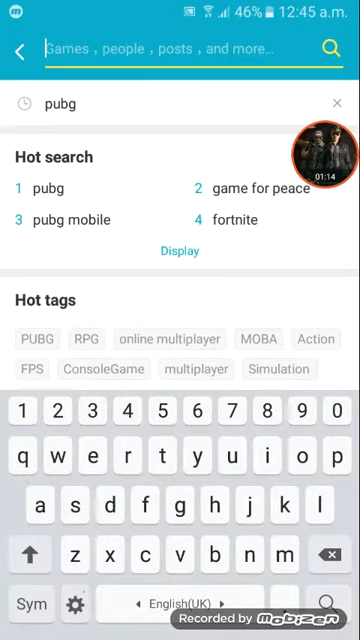 46% 12:45 a.m.
Games , people , posts , and more...
pubg
Hot search
1 pubg
2 game for peace
3 pubg mobile
4 fortnite
01:14
Display
Hot tags
PUBG RPG online multiplayer MOBA Action
FPS ConsoleGame multiplayer Simulation
1 2 3 4 5 6 7 8 9 0
q w e r t y u i o p
a s d f g h j k l
z x c v b n m
Sym English(UK)
Recorded by mobizen